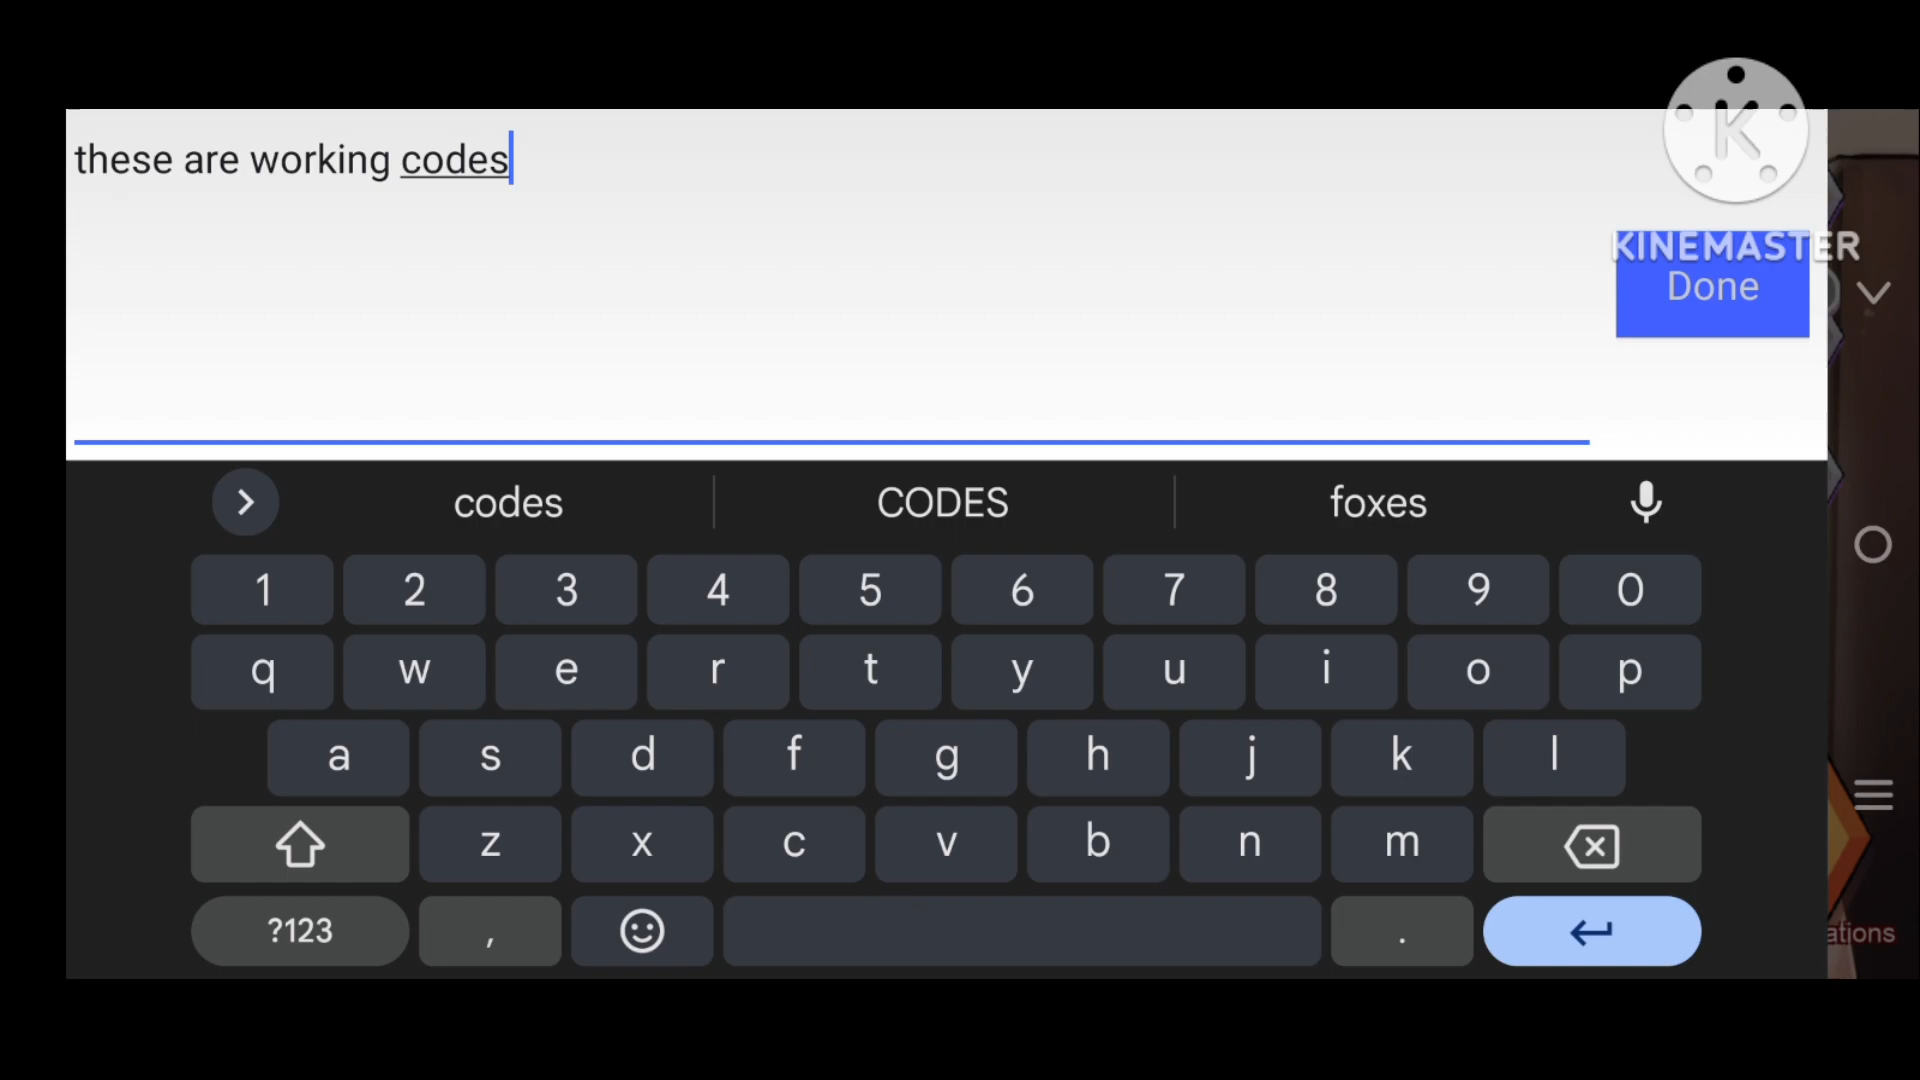 these are working codes
K
KINEMASTER
Done
codes CODES foxes
1 2 3 4 5 6 7 8 9 0
q w e r t y u i o p
a s d f g h j k l
z x c v b n m
?123 , .
ations